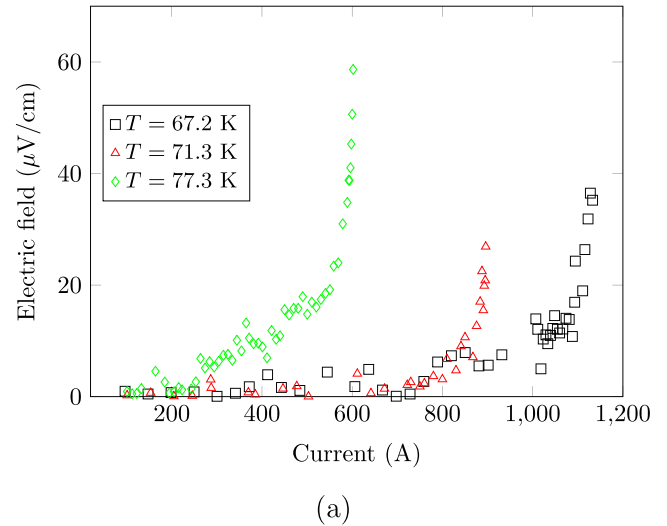 60
40
20
0
Electric field (μV/cm)
T = 67.2 K
T = 71.3 K
T = 77.3 K
200 400 600 800 1,000 1,200
Current (A)
(a)